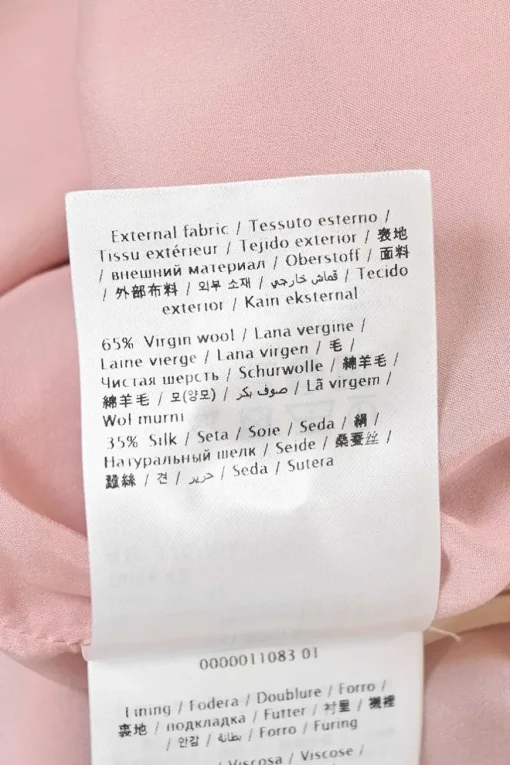 External fabric / Tessuto esterno /
Tissu extérieur / Tejido exterior / 表地
/ внешний материал / Oberstoff / 面料
/ 外部布料 / 외부 소재 / قماش خارجي / Tecido
exterior / Kain eksternal
65% Virgin wool / Lana vergine /
Laine vierge / Lana virgen / 毛 /
Чистая шерсть / Schurwolle / 綿羊毛 /
綿羊毛 / 모(양모) / صوف بكر / Lã virgem /
Wol murni
35% Silk / Seta / Soie / Seda / 絹 /
Натуральный шелк / Seide / 桑蚕丝 /
蠶絲 / 견 / حرير / Seda / Sutera
0000011083 01
Lining / Fodera / Doublure / Forro /
裏地 / подкладка / Futter / 衬里 / 襯裡
/ 안감 / بطانة / Forro / Furing
Viscosa / Viscose /